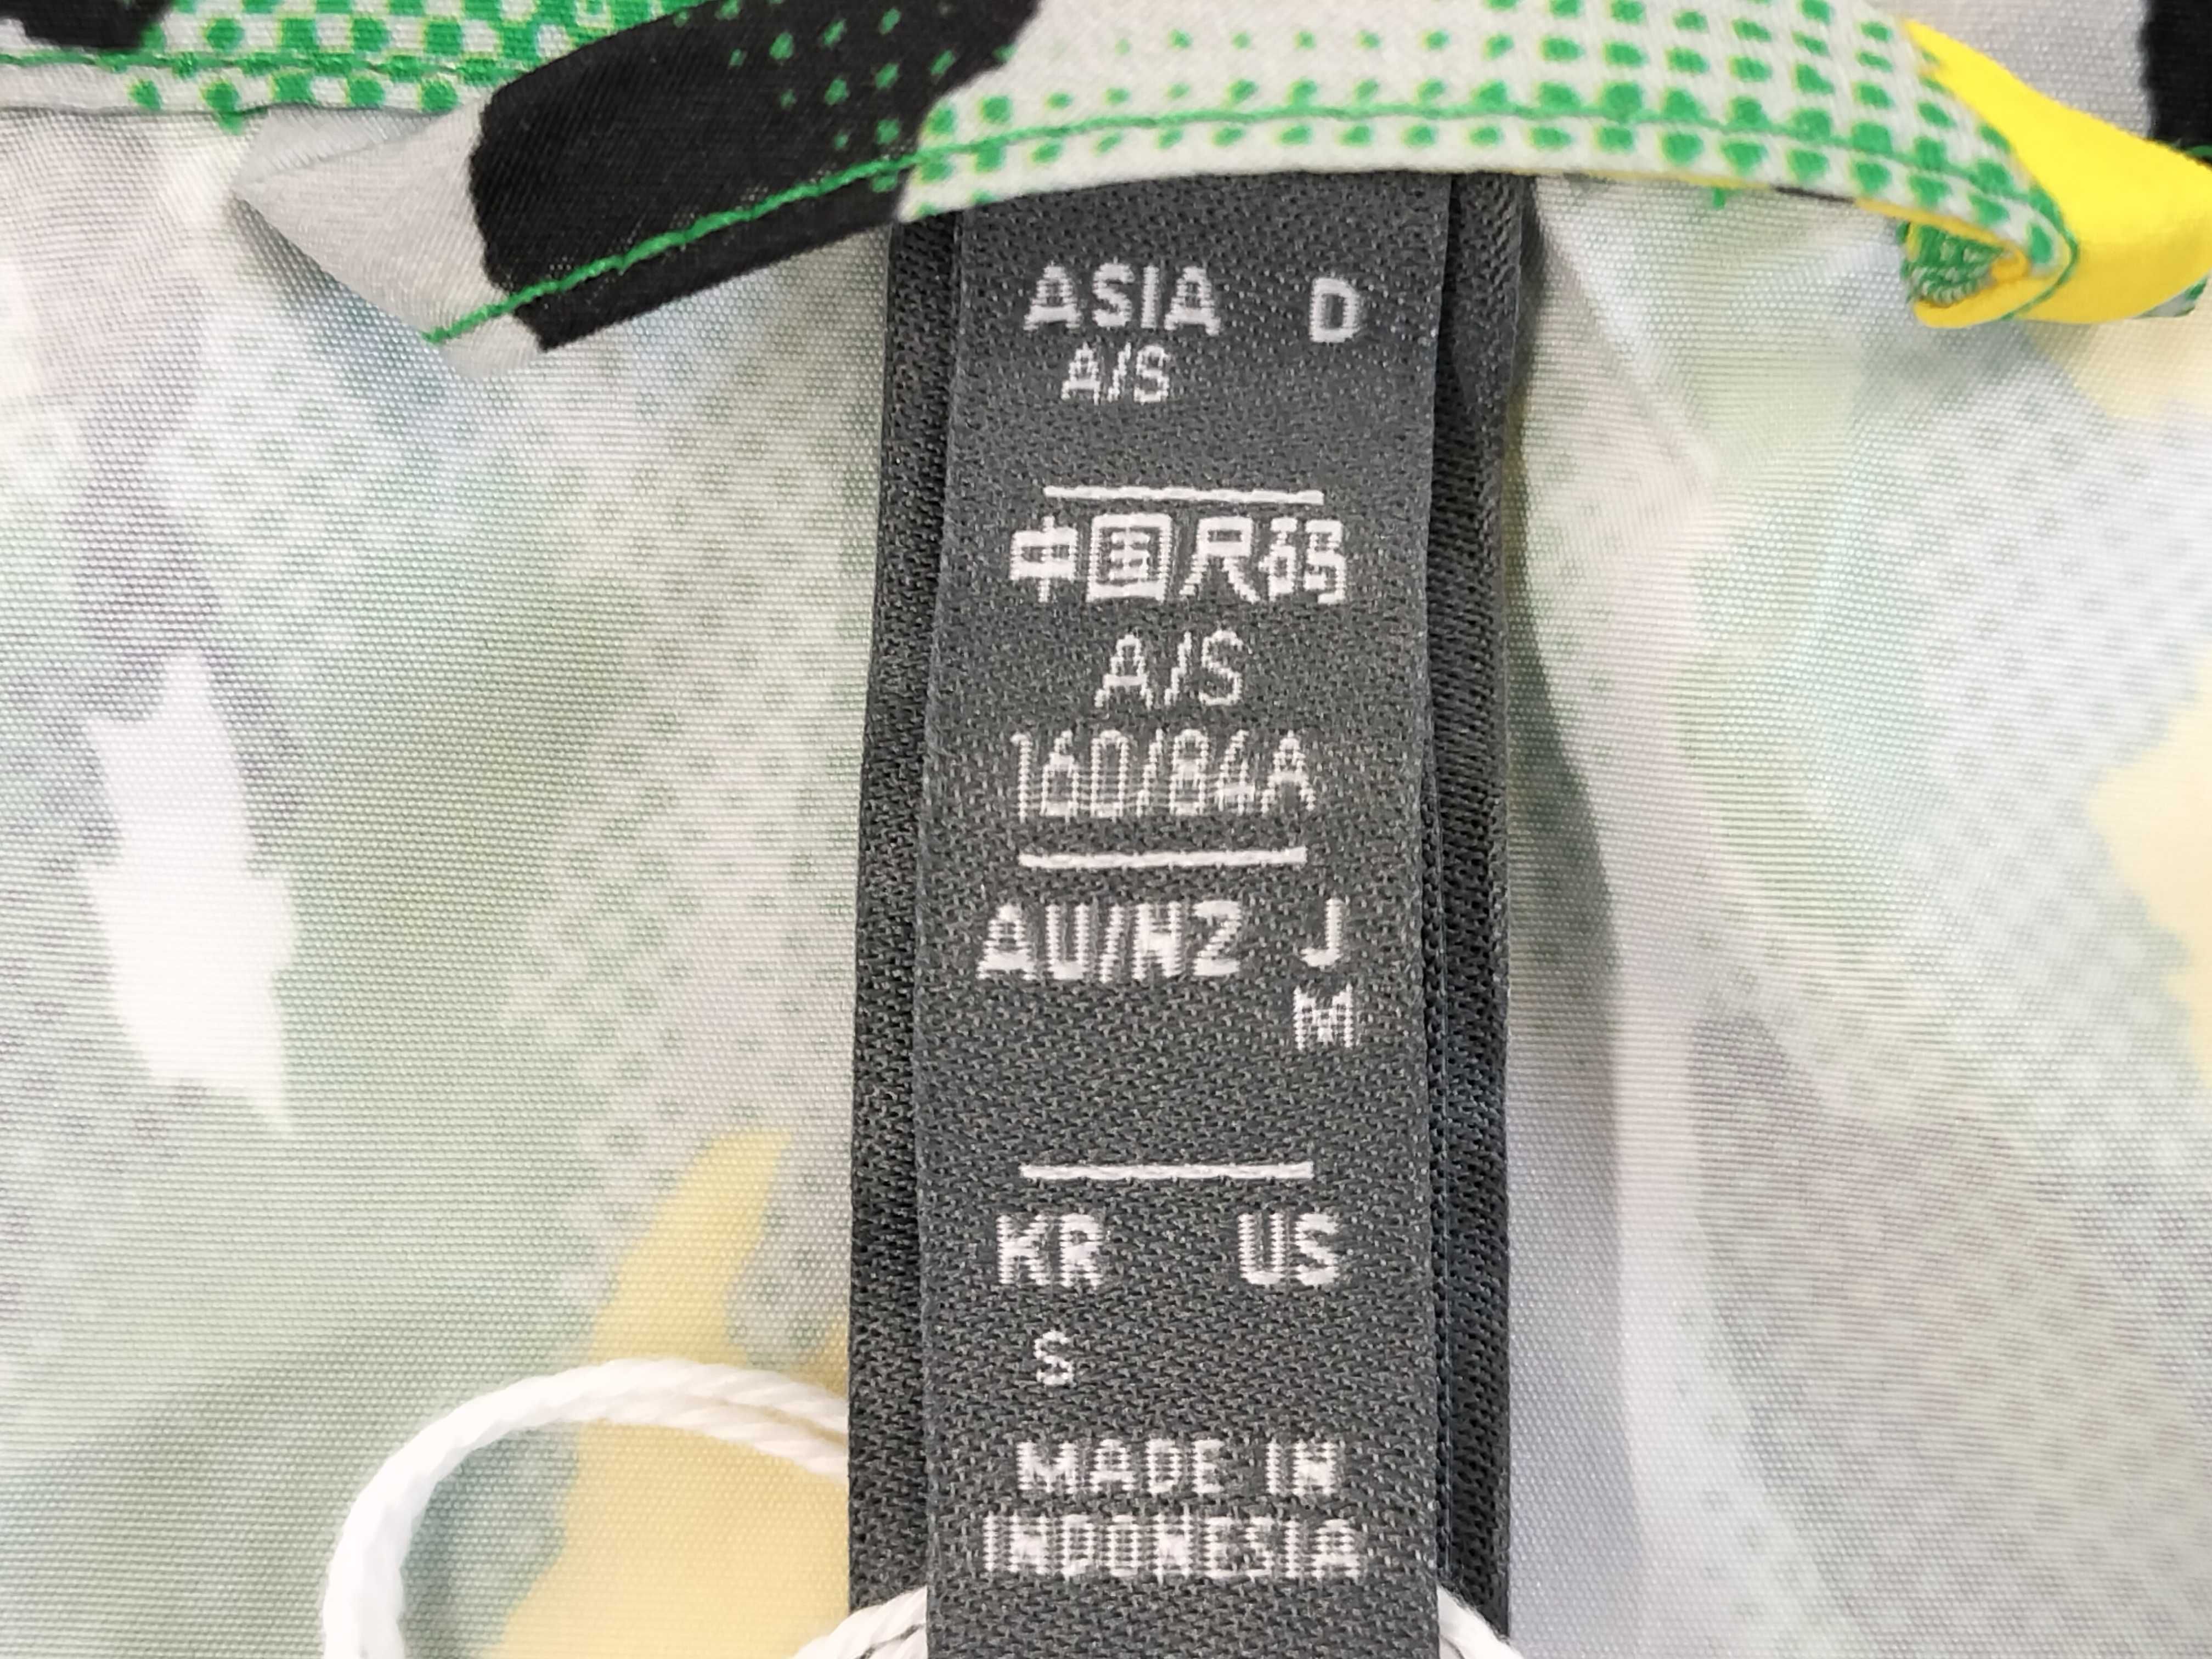 ASIA D
A/S
中国尺码
A/S
160/84A
AU/NZ J
M
KR US
S
MADE IN
INDONESIA